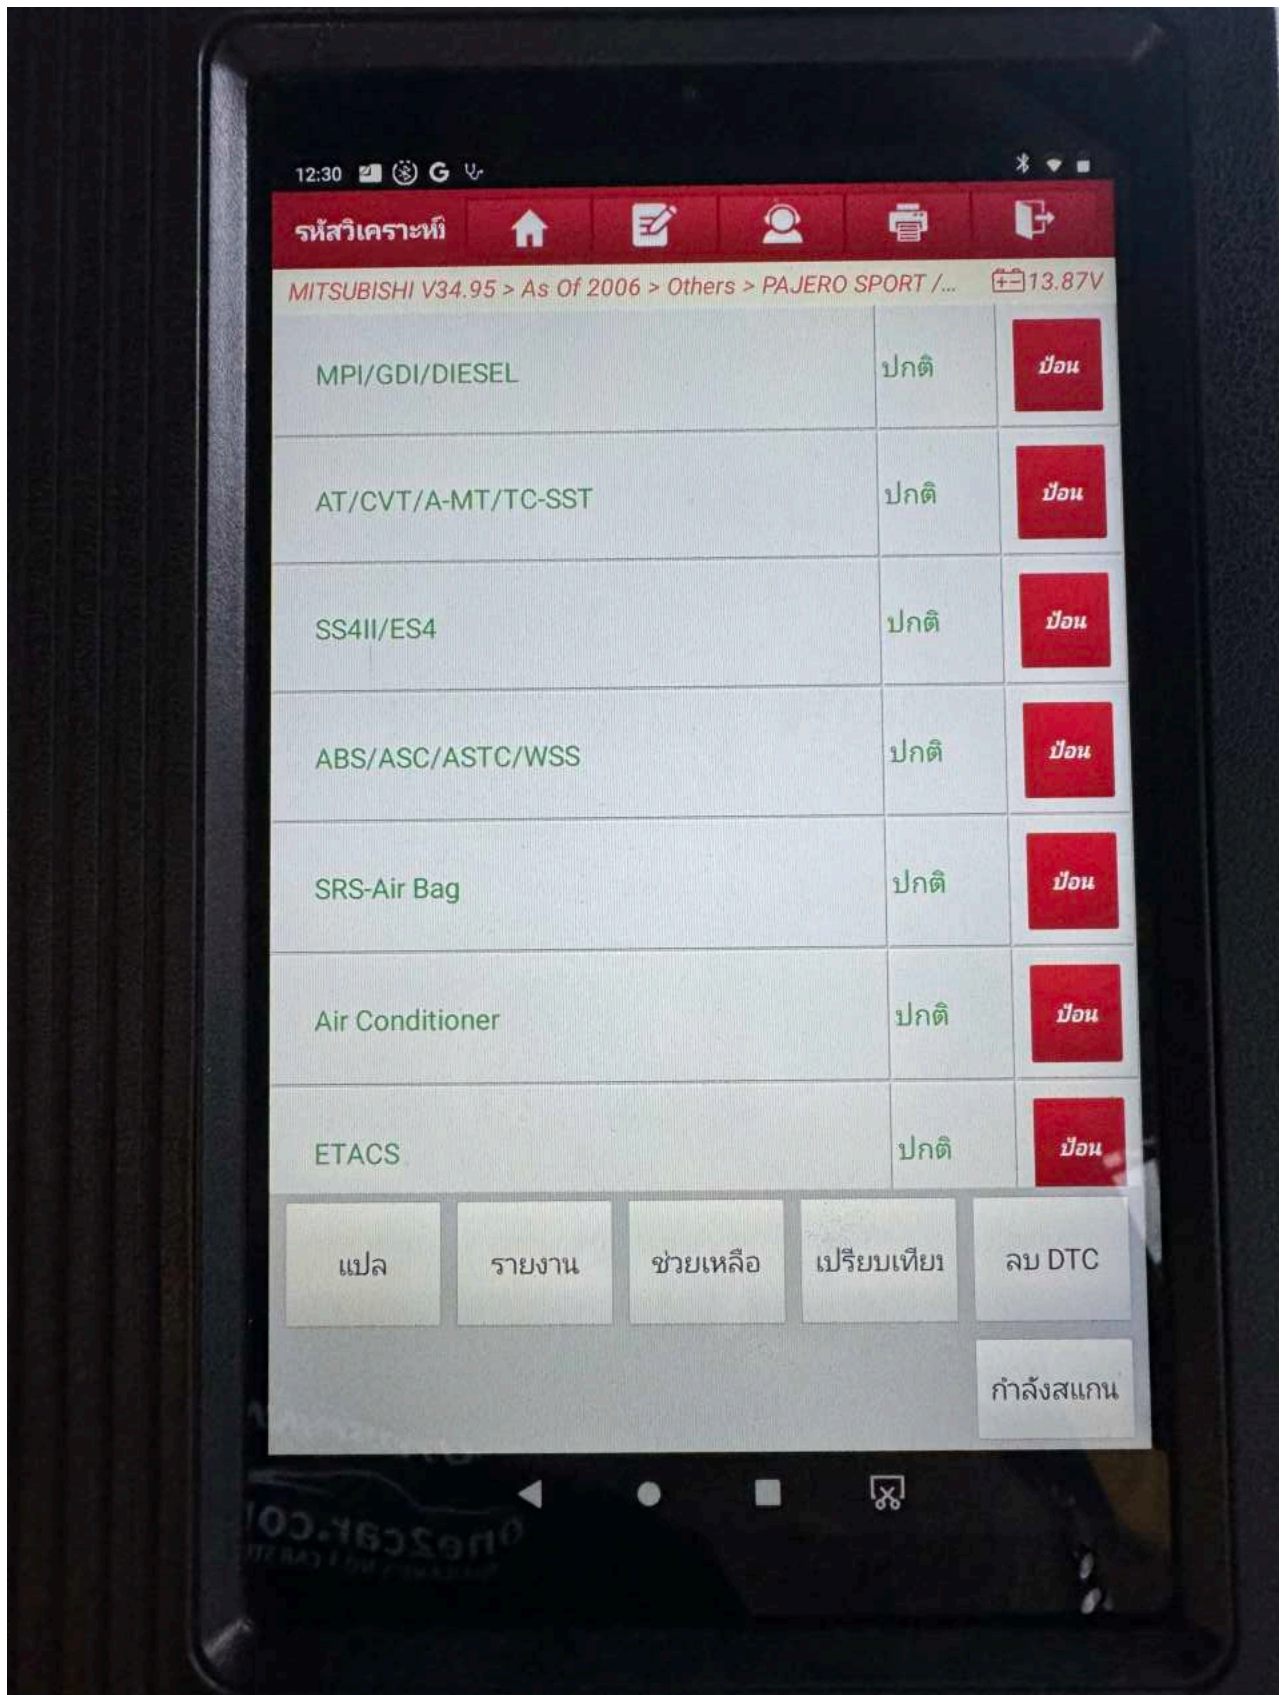 12:30 G
รหัสวิเคราะห์
MITSUBISHI V34.95 > As Of 2006 > Others > PAJERO SPORT /... 13.87V
MPI/GDI/DIESEL ปกติ ป้อน
AT/CVT/A-MT/TC-SST ปกติ ป้อน
SS4II/ES4 ปกติ ป้อน
ABS/ASC/ASTC/WSS ปกติ ป้อน
SRS-Air Bag ปกติ ป้อน
Air Conditioner ปกติ ป้อน
ETACS ปกติ ป้อน
แปล รายงาน ช่วยเหลือ เปรียบเทียบ ลบ DTC
กำลังสแกน
one2car.co